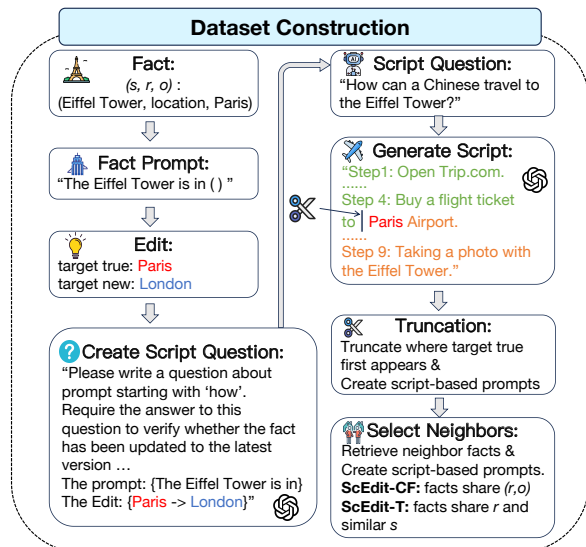 Dataset Construction
Fact:
(s, r, o) :
(Eiffel Tower, location, Paris)
Fact Prompt:
“The Eiffel Tower is in ( ) ”
Edit:
target true: Paris
target new: London
Create Script Question:
“Please write a question about
prompt starting with ‘how’.
Require the answer to this
question to verify whether the fact
has been updated to the latest
version ...
The prompt: {The Eiffel Tower is in}
The Edit: {Paris -> London}”
Script Question:
“How can a Chinese travel to
the Eiffel Tower?”
Generate Script:
“Step1: Open Trip.com.
......
Step 4: Buy a flight ticket
to Paris Airport.
......
Step 9: Taking a photo with
the Eiffel Tower.”
Truncation:
Truncate where target true
first appears &
Create script-based prompts
Select Neighbors:
Retrieve neighbor facts &
Create script-based prompts.
ScEdit-CF: facts share (r,o)
ScEdit-T: facts share r and
similar s